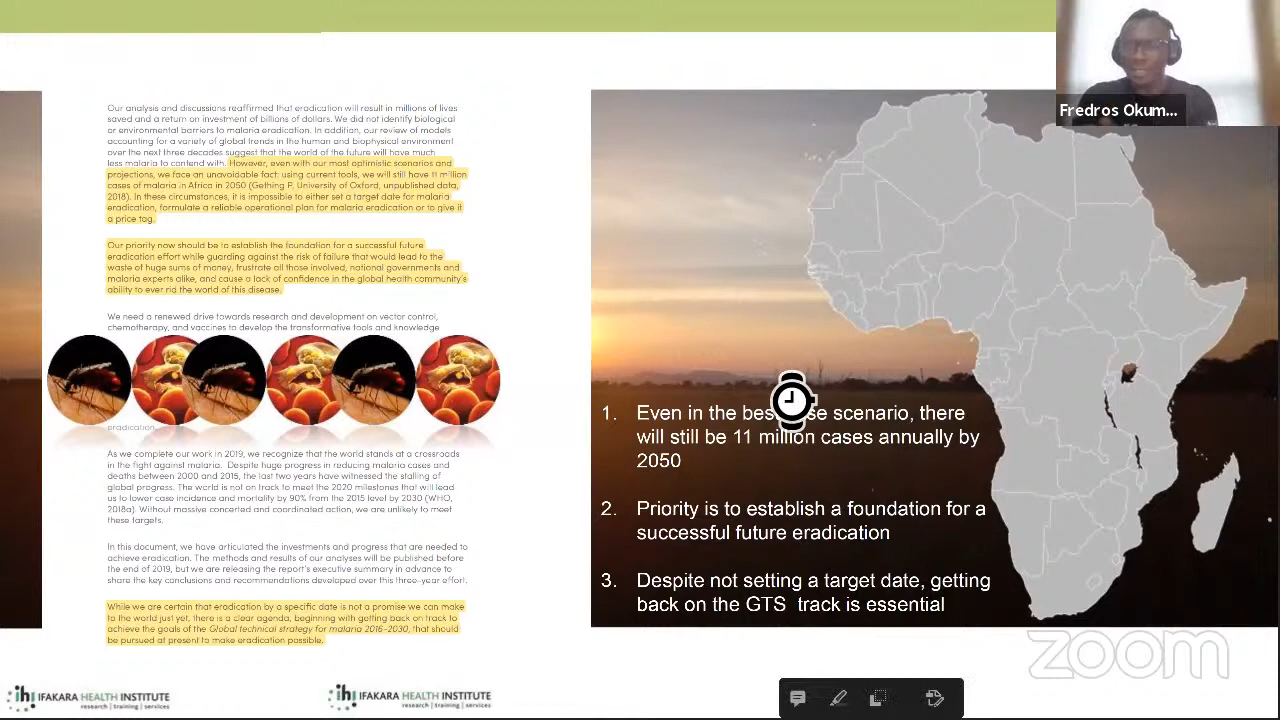 Our analysis and discussions reaffirmed that eradication will result in millions of lives
saved and a return on investment of billions of dollars. We did not identify biological
or environmental barriers to malaria eradication. In addition, our review of models
accounting for a variety of global trends in the human and biophysical environment
over the next three decades suggest that the world of the future will have much
less malaria to contend with. However, even with our most optimistic scenarios and
projections, we face an unavoidable fact: using current tools, we will still have 11 million
cases of malaria in Africa in 2050 (Gething P, University of Oxford, unpublished data,
2018). In these circumstances, it is impossible to either set a target date for malaria
eradication, formulate a reliable operational plan for malaria eradication or to give it
a price tag.
Our priority now should be to establish the foundation for a successful future
eradication effort while guarding against the risk of failure that would lead to the
waste of huge sums of money, frustrate all those involved, national governments and
malaria experts alike, and cause a lack of confidence in the global health community's
ability to ever rid the world of this disease.
We need a renewed drive towards research and development on vector control,
chemotherapy, and vaccines to develop the transformative tools and knowledge
eradication.
As we complete our work in 2019, we recognize that the world stands at a crossroads
in the fight against malaria. Despite huge progress in reducing malaria cases and
deaths between 2000 and 2015, the last two years have witnessed the stalling of
global progress. The world is not on track to meet the 2020 milestones that will lead
us to lower case incidence and mortality by 90% from the 2015 level by 2030 (WHO,
2018a). Without massive concerted and coordinated action, we are unlikely to meet
these targets.
In this document, we have articulated the investments and progress that are needed to
achieve eradication. The methods and results of our analyses will be published before
the end of 2019, but we are releasing the report's executive summary in advance to
share the key conclusions and recommendations developed over this three-year effort.
While we are certain that eradication by a specific date is not a promise we can make
to the world just yet, there is a clear agenda, beginning with getting back on track to
achieve the goals of the Global technical strategy for malaria 2016-2030, that should
be pursued at present to make eradication possible.
ihi IFAKARA HEALTH INSTITUTE
research | training | services
ihi IFAKARA HEALTH INSTITUTE
research | training | services
Fredros Okum...
1. Even in the best se scenario, there
will still be 11 million cases annually by
2050
2. Priority is to establish a foundation for a
successful future eradication
3. Despite not setting a target date, getting
back on the GTS track is essential
zoom